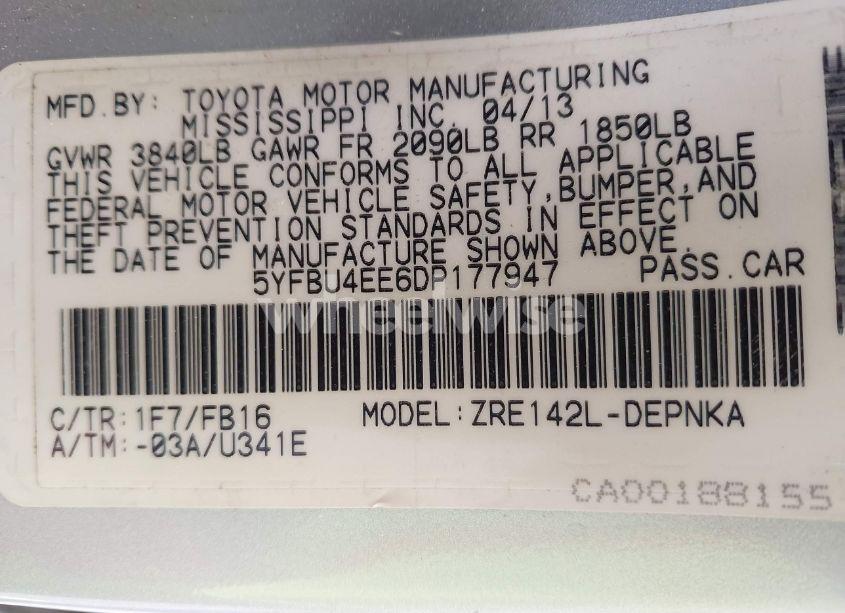 MFD.BY: TOYOTA MOTOR MANUFACTURING
MISSISSIPPI INC. 04/13
GVWR 3840LB GAWR FR 2090LB RR 1850LB
THIS VEHICLE CONFORMS TO ALL APPLICABLE
FEDERAL MOTOR VEHICLE SAFETY,BUMPER,AND
THEFT PREVENTION STANDARDS IN EFFECT ON
THE DATE OF MANUFACTURE SHOWN ABOVE.
5YFBU4EE6DP177947 PASS.CAR
wheelwise
C/TR:1F7/FB16 MODEL:ZRE142L-DEPNKA
A/TM:-03A/U341E
CA00188155